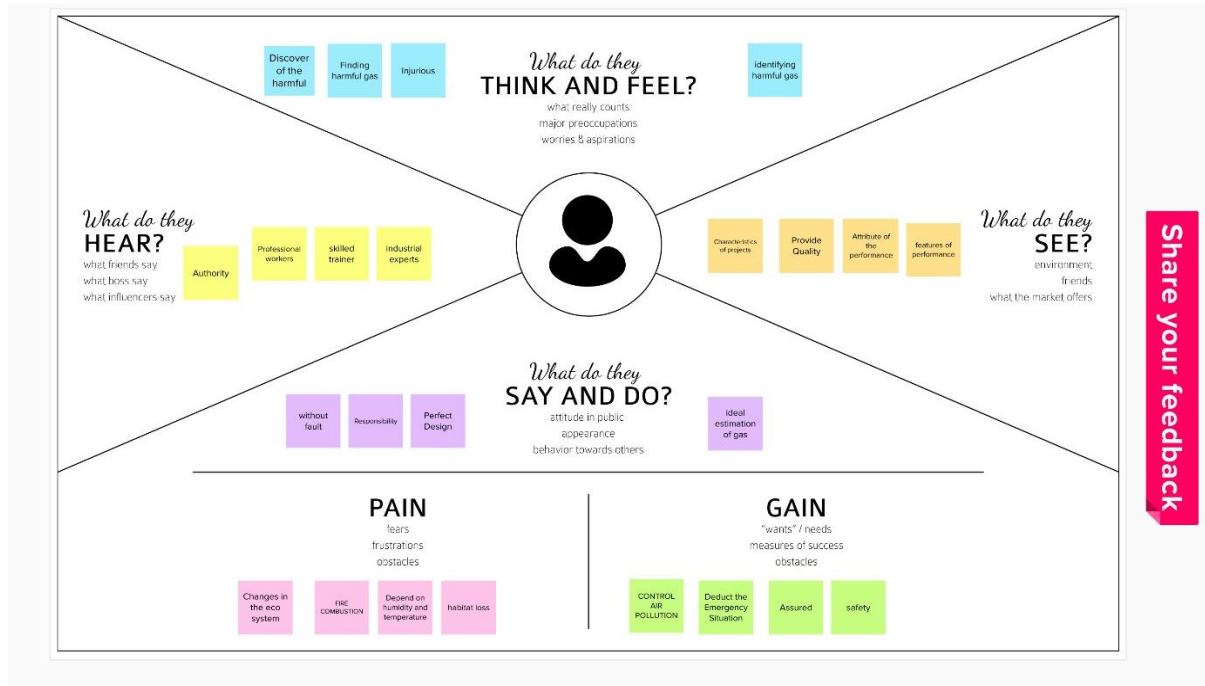 What do they
THINK AND FEEL?
what really counts
major preoccupations
worries & aspirations
Discover
of the
harmful
Finding
harmful gas
Injurious
identifying
harmful gas
What do they
HEAR?
what friends say
what boss say
what influencers say
Authority
Professional
workers
skilled
trainer
industrial
experts
What do they
SEE?
environment
friends
what the market offers
Characteristics
of projects
Provide
Quality
Attribute of
the
performance
features of
performance
What do they
SAY AND DO?
attitude in public
appearance
behavior towards others
without
fault
Responsibility
Perfect
Design
Ideal
estimation
of gas
PAIN
fears
frustrations
obstacles
Changes in
the eco
system
FIRE
COMBUSTION
Depend on
humidity and
temperature
habitat loss
GAIN
"wants" / needs
measures of success
obstacles
CONTROL
AIR
POLLUTION
Deduct the
Emergency
Situation
Assured
safety
Share your feedback